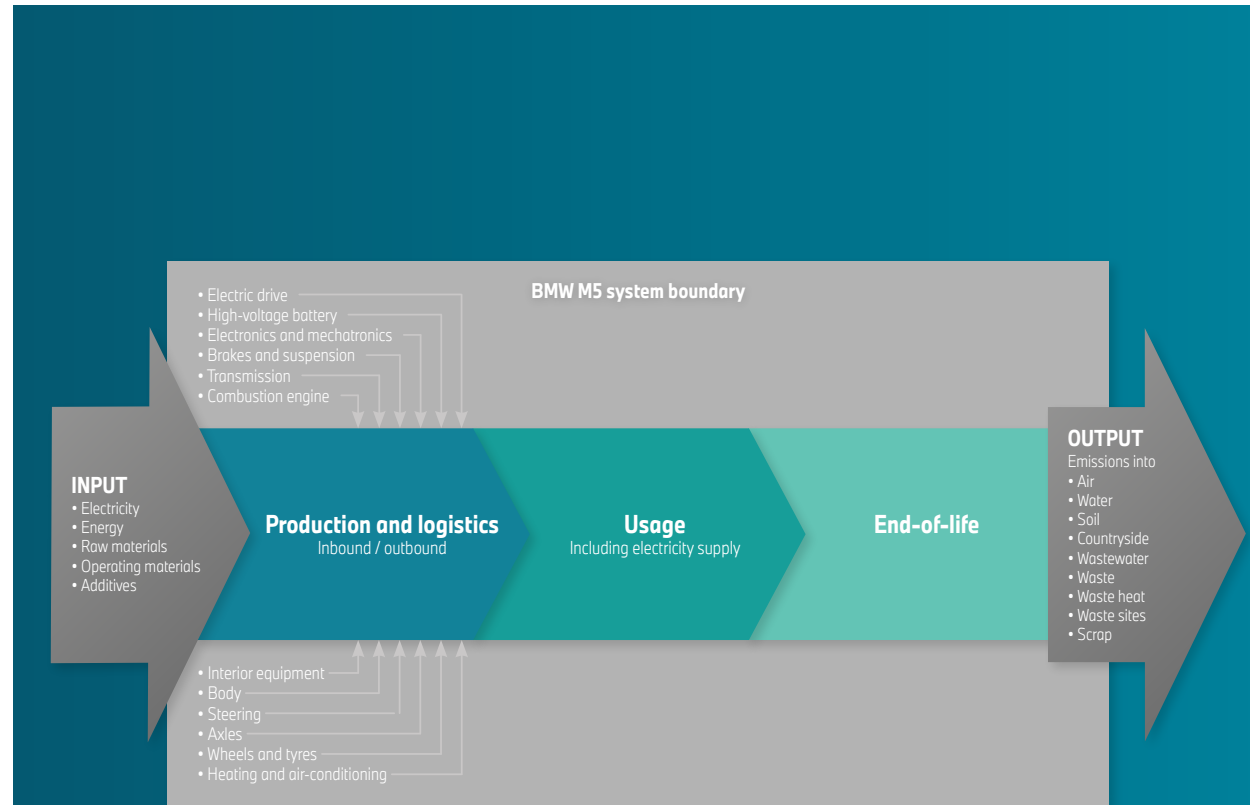 BMW M5 system boundary
• Electric drive
• High-voltage battery
• Electronics and mechatronics
• Brakes and suspension
• Transmission
• Combustion engine
INPUT
• Electricity
• Energy
• Raw materials
• Operating materials
• Additives
Production and logistics
Inbound / outbound
Usage
Including electricity supply
End-of-life
OUTPUT
Emissions into
• Air
• Water
• Soil
• Countryside
• Wastewater
• Waste
• Waste heat
• Waste sites
• Scrap
• Interior equipment
• Body
• Steering
• Axles
• Wheels and tyres
• Heating and air-conditioning